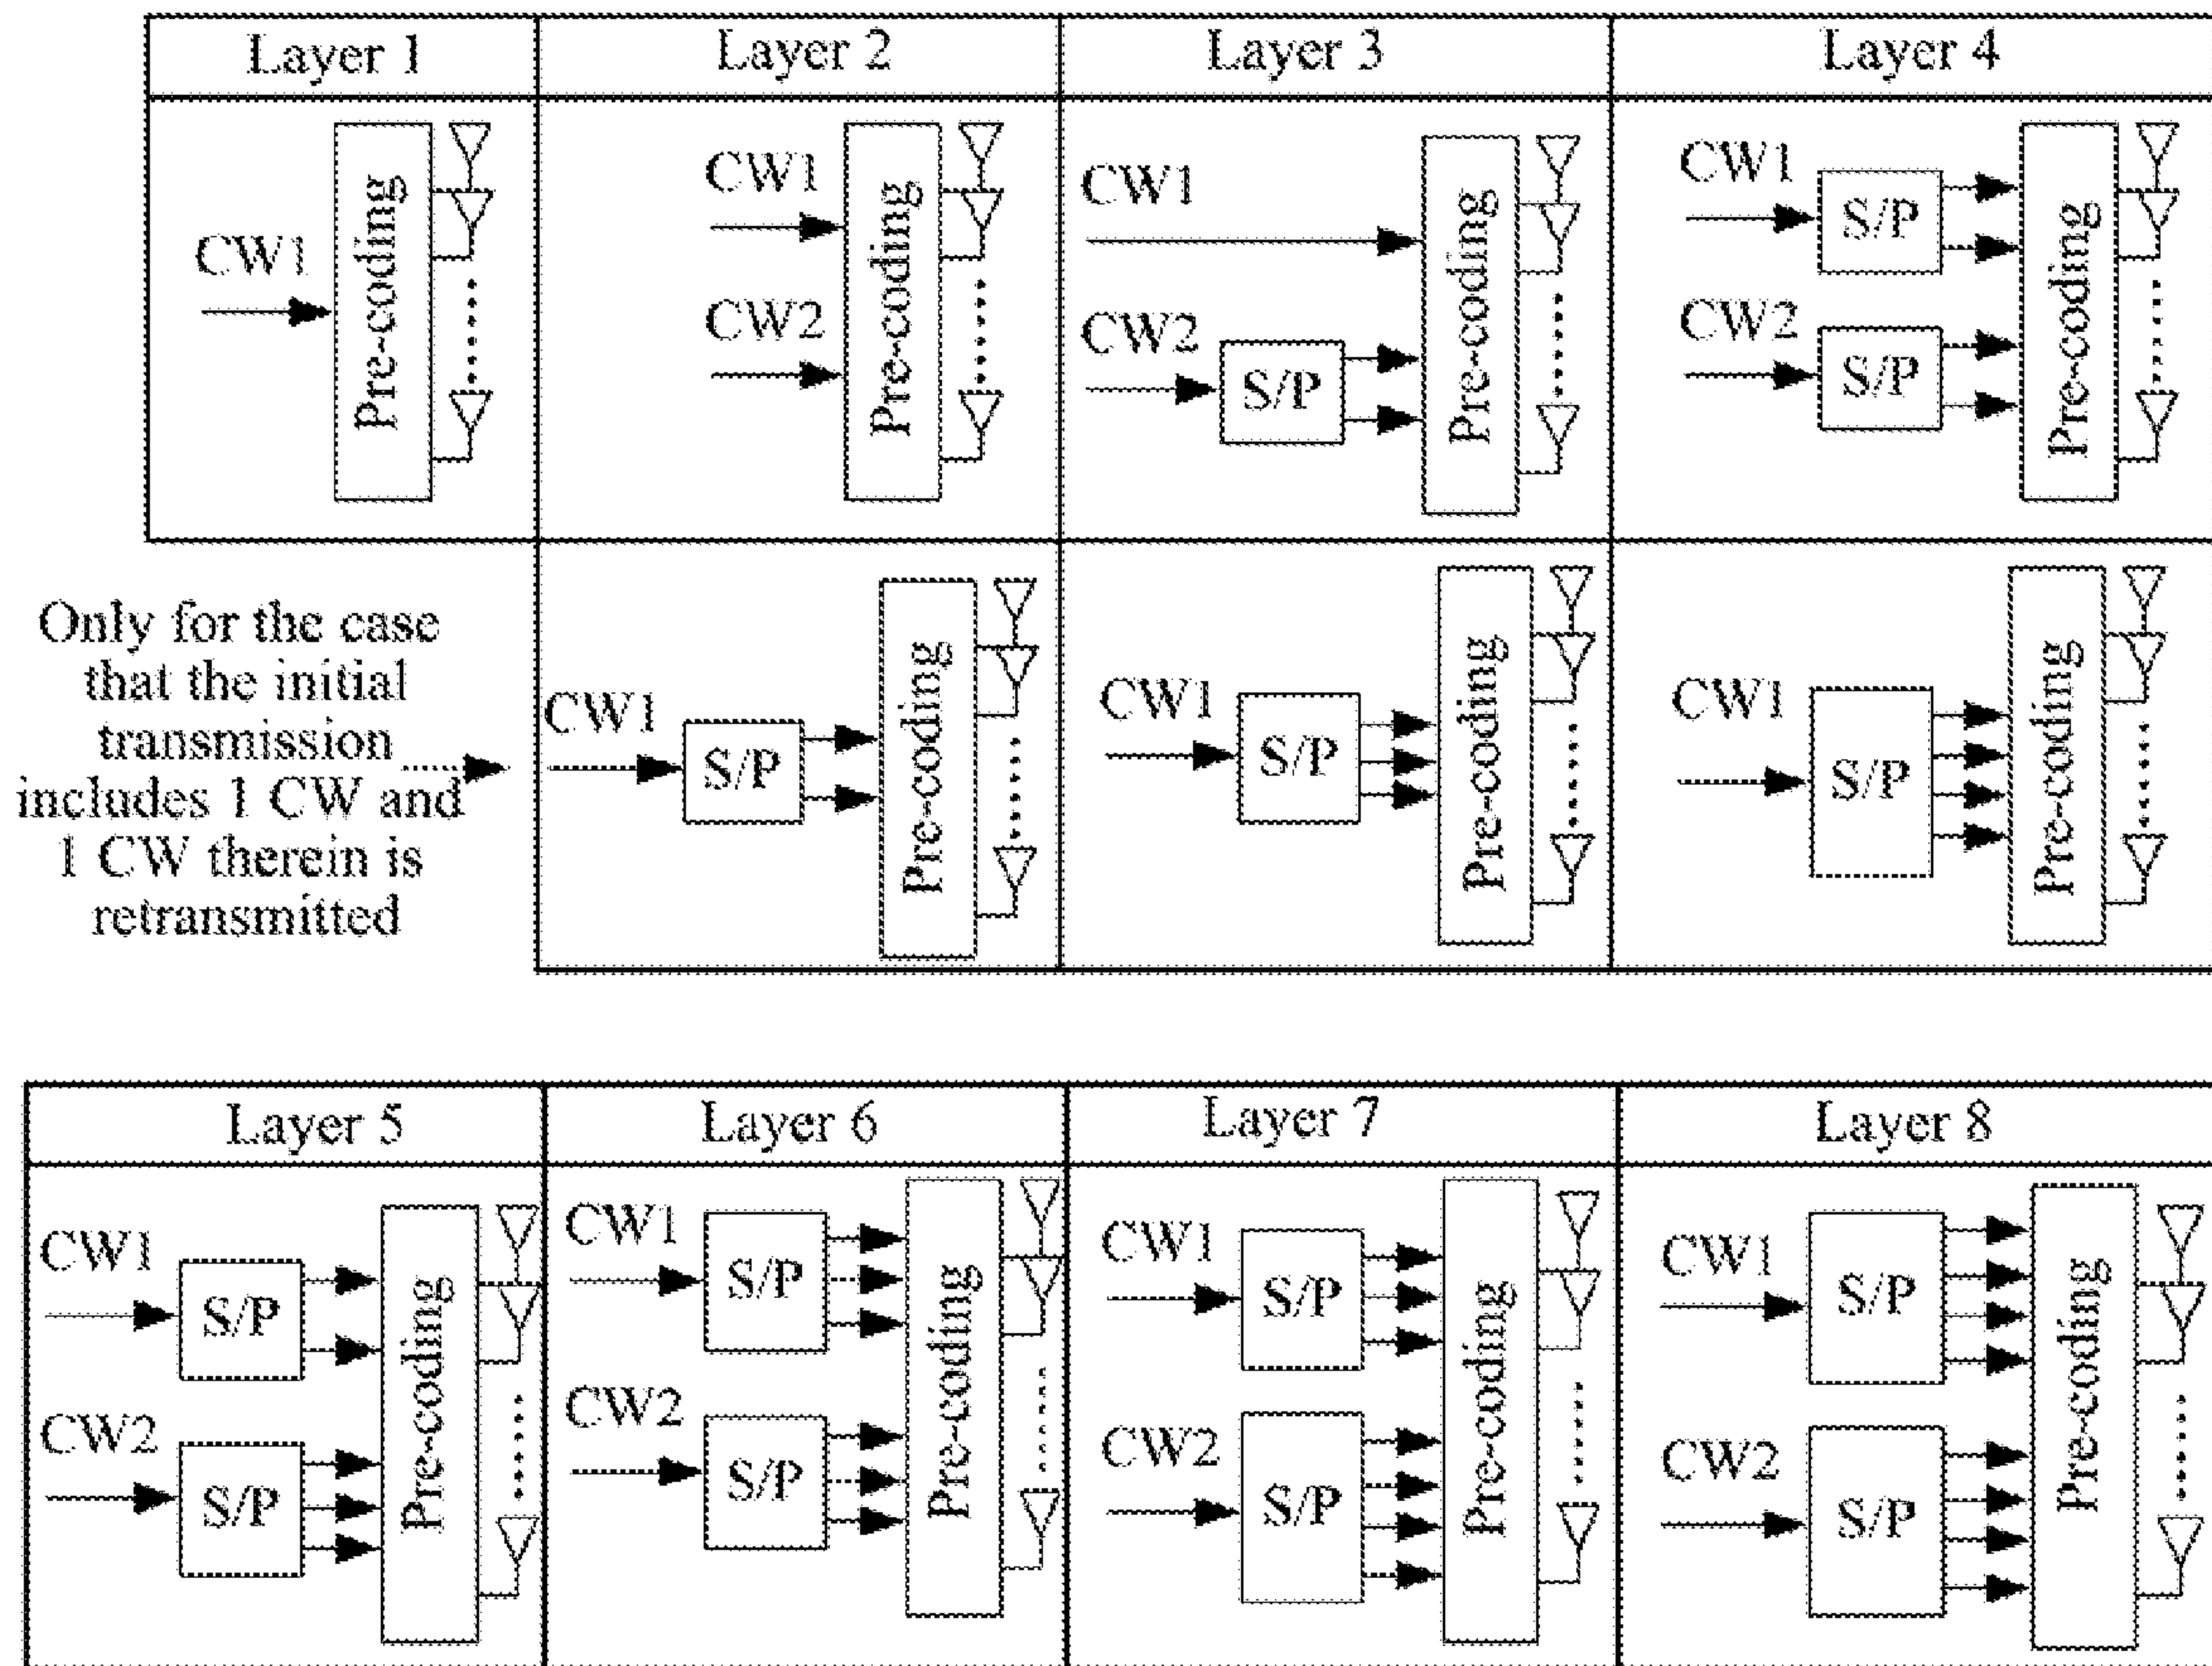 Layer 1
Layer 2
Layer 3
Layer 4
CW1
Pre-coding
CW1
CW2
Pre-coding
CW1
CW2
S/P
Pre-coding
CW1
S/P
CW2
S/P
Pre-coding
Only for the case
that the initial
transmission
includes 1 CW and
1 CW therein is
retransmitted
CW1
S/P
Pre-coding
CW1
S/P
Pre-coding
CW1
S/P
Pre-coding
Layer 5
Layer 6
Layer 7
Layer 8
CW1
S/P
CW2
S/P
Pre-coding
CW1
S/P
CW2
S/P
Pre-coding
CW1
S/P
CW2
S/P
Pre-coding
CW1
S/P
CW2
S/P
Pre-coding